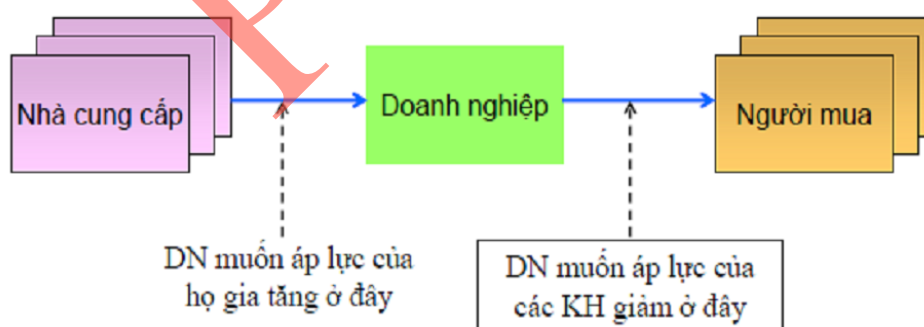 Nhà cung cấp
Doanh nghiệp
Người mua
DN muốn áp lực của
họ gia tăng ở đây
DN muốn áp lực của
các KH giảm ở đây